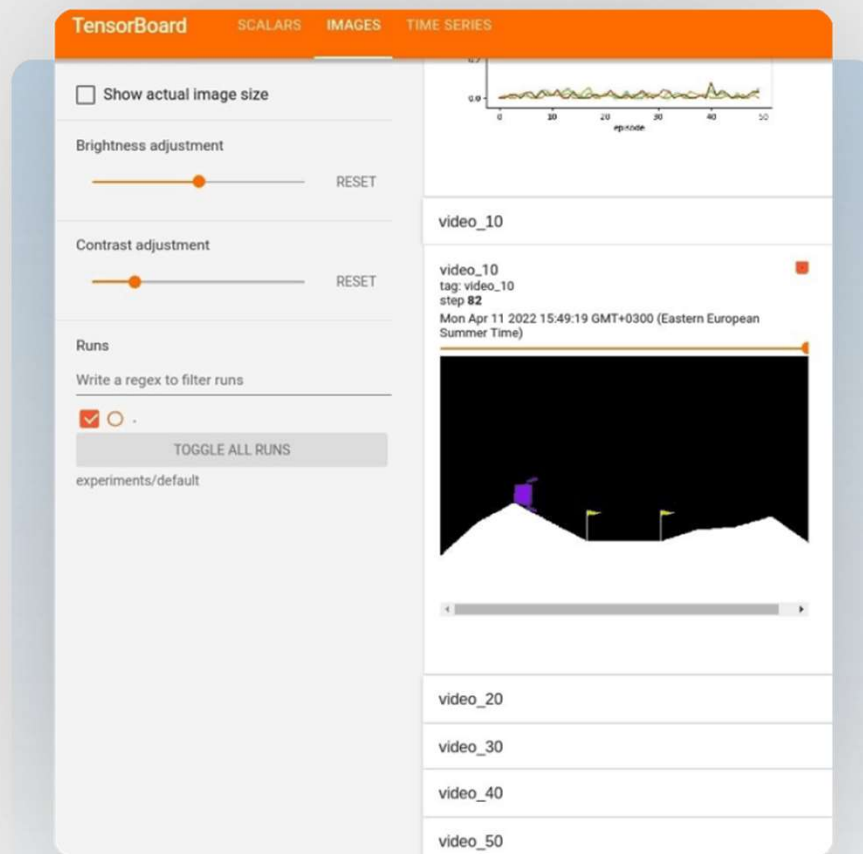 TensorBoard SCALARS IMAGES TIME SERIES
Show actual image size
Brightness adjustment
RESET
Contrast adjustment
RESET
Runs
Write a regex to filter runs
.
TOGGLE ALL RUNS
experiments/default
0.0
0 10 20 30 40 50
episode
video_10
video_10
tag: video_10
step 82
Mon Apr 11 2022 15:49:19 GMT+0300 (Eastern European
Summer Time)
video_20
video_30
video_40
video_50